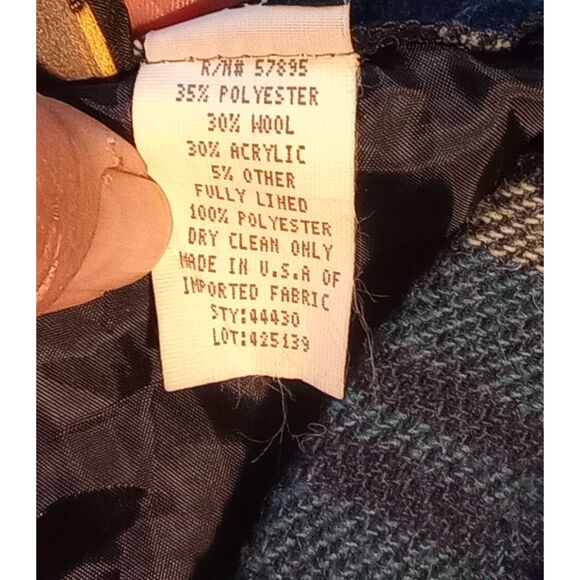 R/N# 57895
35% POLYESTER
30% WOOL
30% ACRYLIC
5% OTHER
FULLY LINED
100% POLYESTER
DRY CLEAN ONLY
MADE IN U.S.A OF
IMPORTED FABRIC
STY:44430
LOT:425139